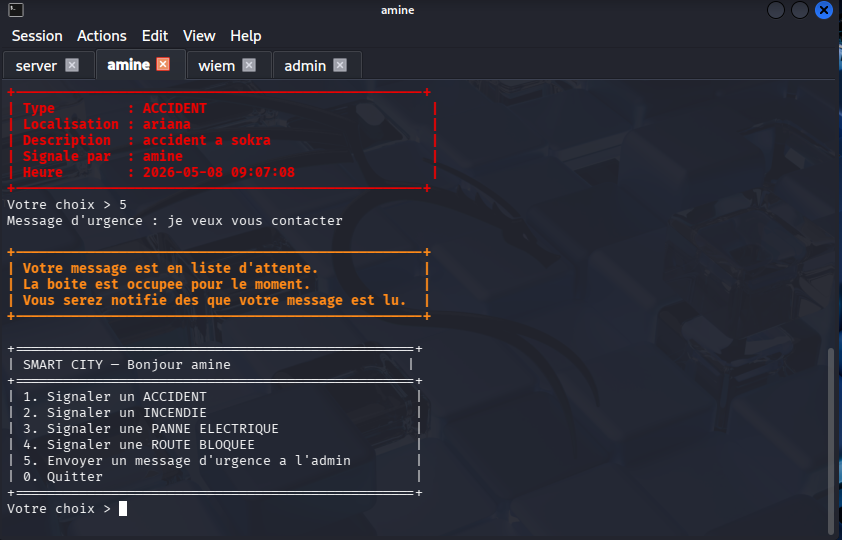 amine
Session Actions Edit View Help
server amine wiem admin
Type : ACCIDENT
Localisation : ariana
Description : accident a sokra
Signale par : amine
Heure : 2026-05-08 09:07:08
Votre choix > 5
Message d'urgence : je veux vous contacter
Votre message est en liste d'attente.
La boite est occupee pour le moment.
Vous serez notifie des que votre message est lu.
SMART CITY — Bonjour amine
1. Signaler un ACCIDENT
2. Signaler un INCENDIE
3. Signaler une PANNE ELECTRIQUE
4. Signaler une ROUTE BLOQUEE
5. Envoyer un message d'urgence a l'admin
0. Quitter
Votre choix >